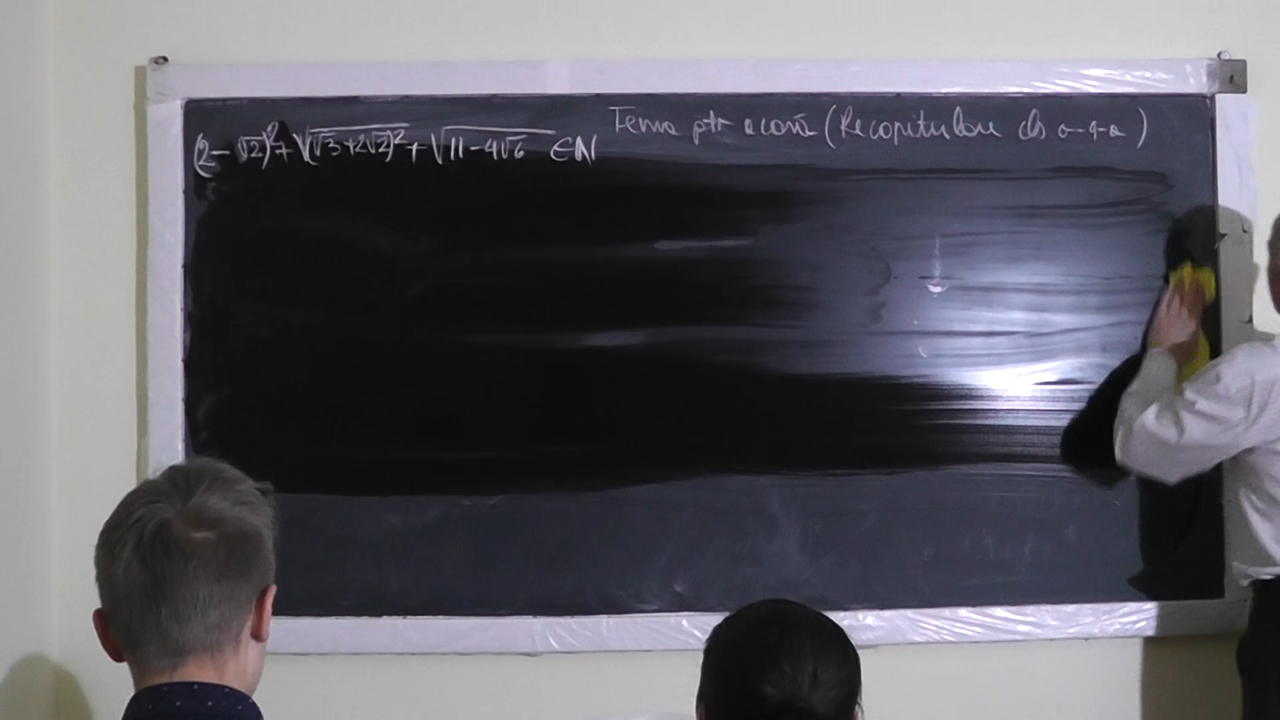 (2-√2)²+√(√3+2√2)²+√11-4√6 ∈N
Tema ptr acasă (Recapitulare cls a-9-a)